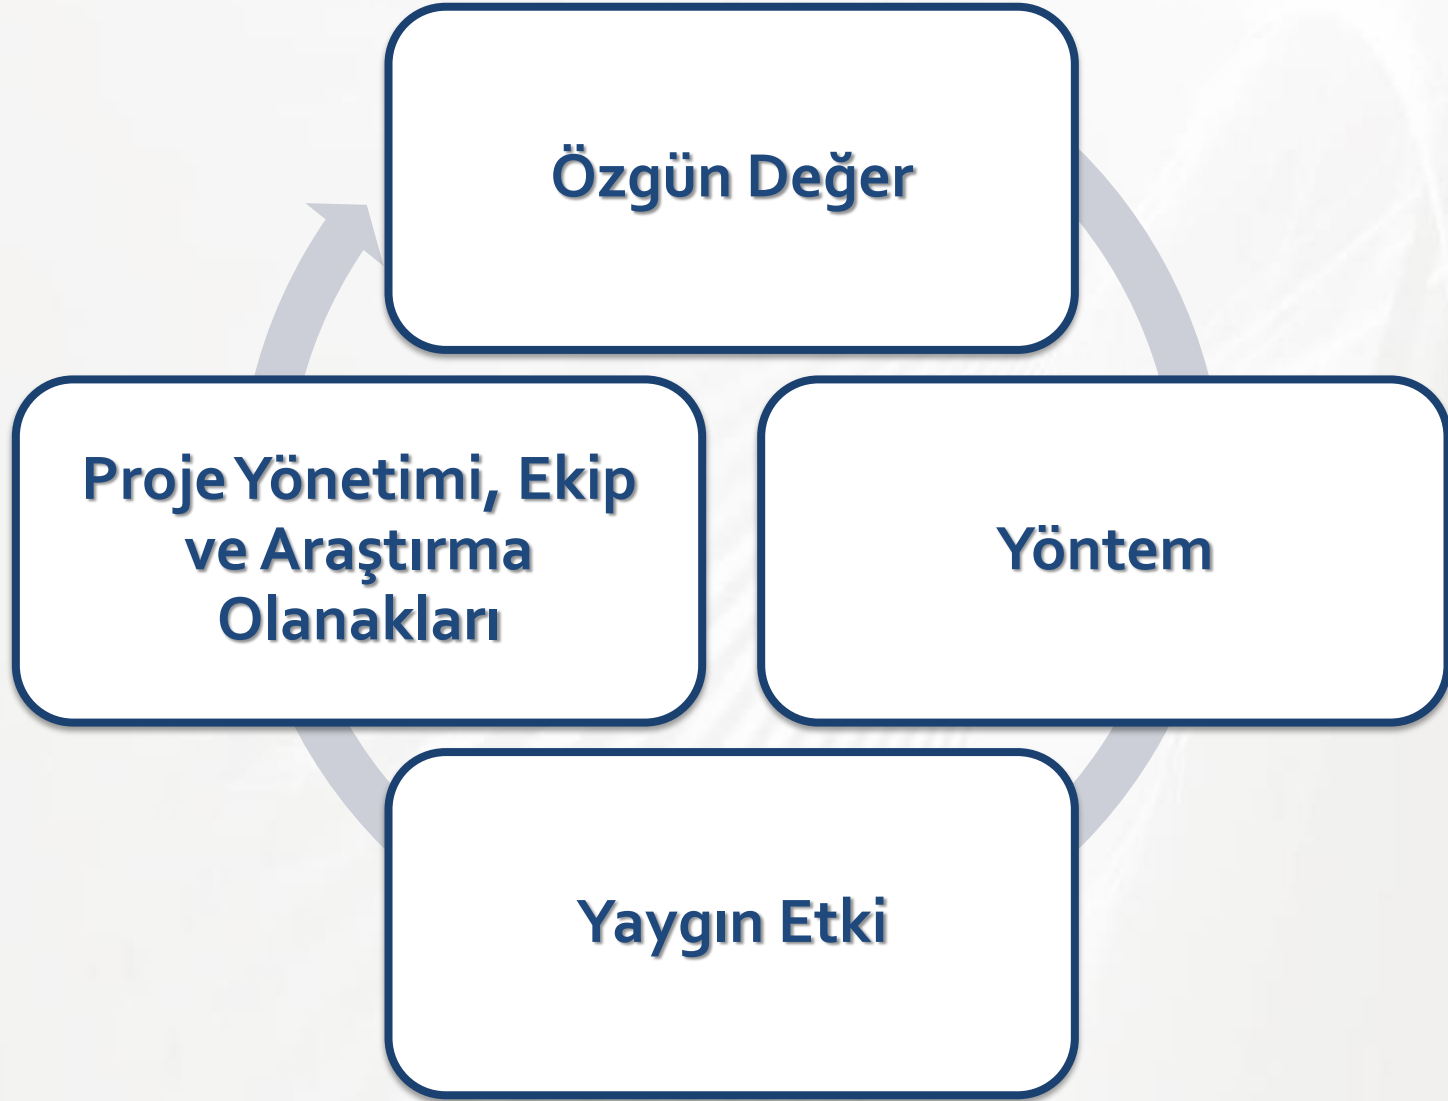 Özgün Değer
Proje Yönetimi, Ekip
ve Araştırma
Olanakları
Yöntem
Yaygın Etki